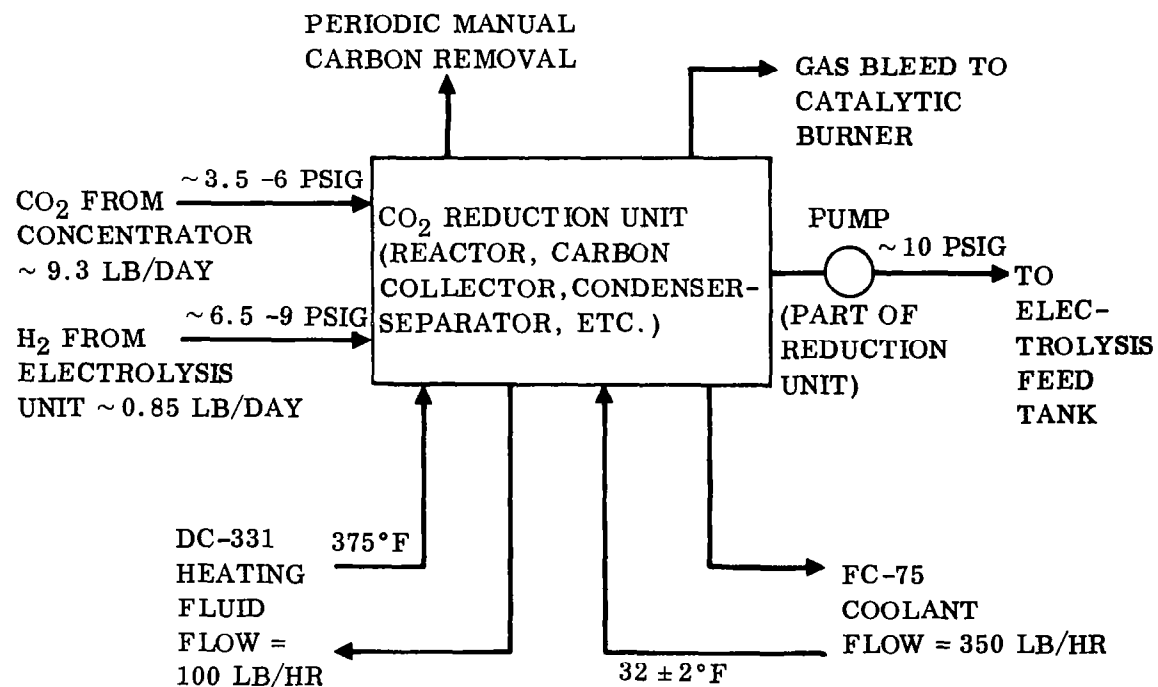 PERIODIC MANUAL
CARBON REMOVAL
GAS BLEED TO
CATALYTIC
BURNER
~3.5 -6 PSIG
CO₂ FROM
CONCENTRATOR
~ 9.3 LB/DAY
CO₂ REDUCTION UNIT
(REACTOR, CARBON
COLLECTOR, CONDENSER-
SEPARATOR, ETC.)
PUMP
~10 PSIG
(PART OF
REDUCTION
UNIT)
TO
ELEC-
TROLYSIS
FEED
TANK
~6.5 -9 PSIG
H₂ FROM
ELECTROLYSIS
UNIT ~0.85 LB/DAY
DC-331
HEATING
FLUID
FLOW =
100 LB/HR
375°F
32 ± 2°F
FC-75
COOLANT
FLOW = 350 LB/HR